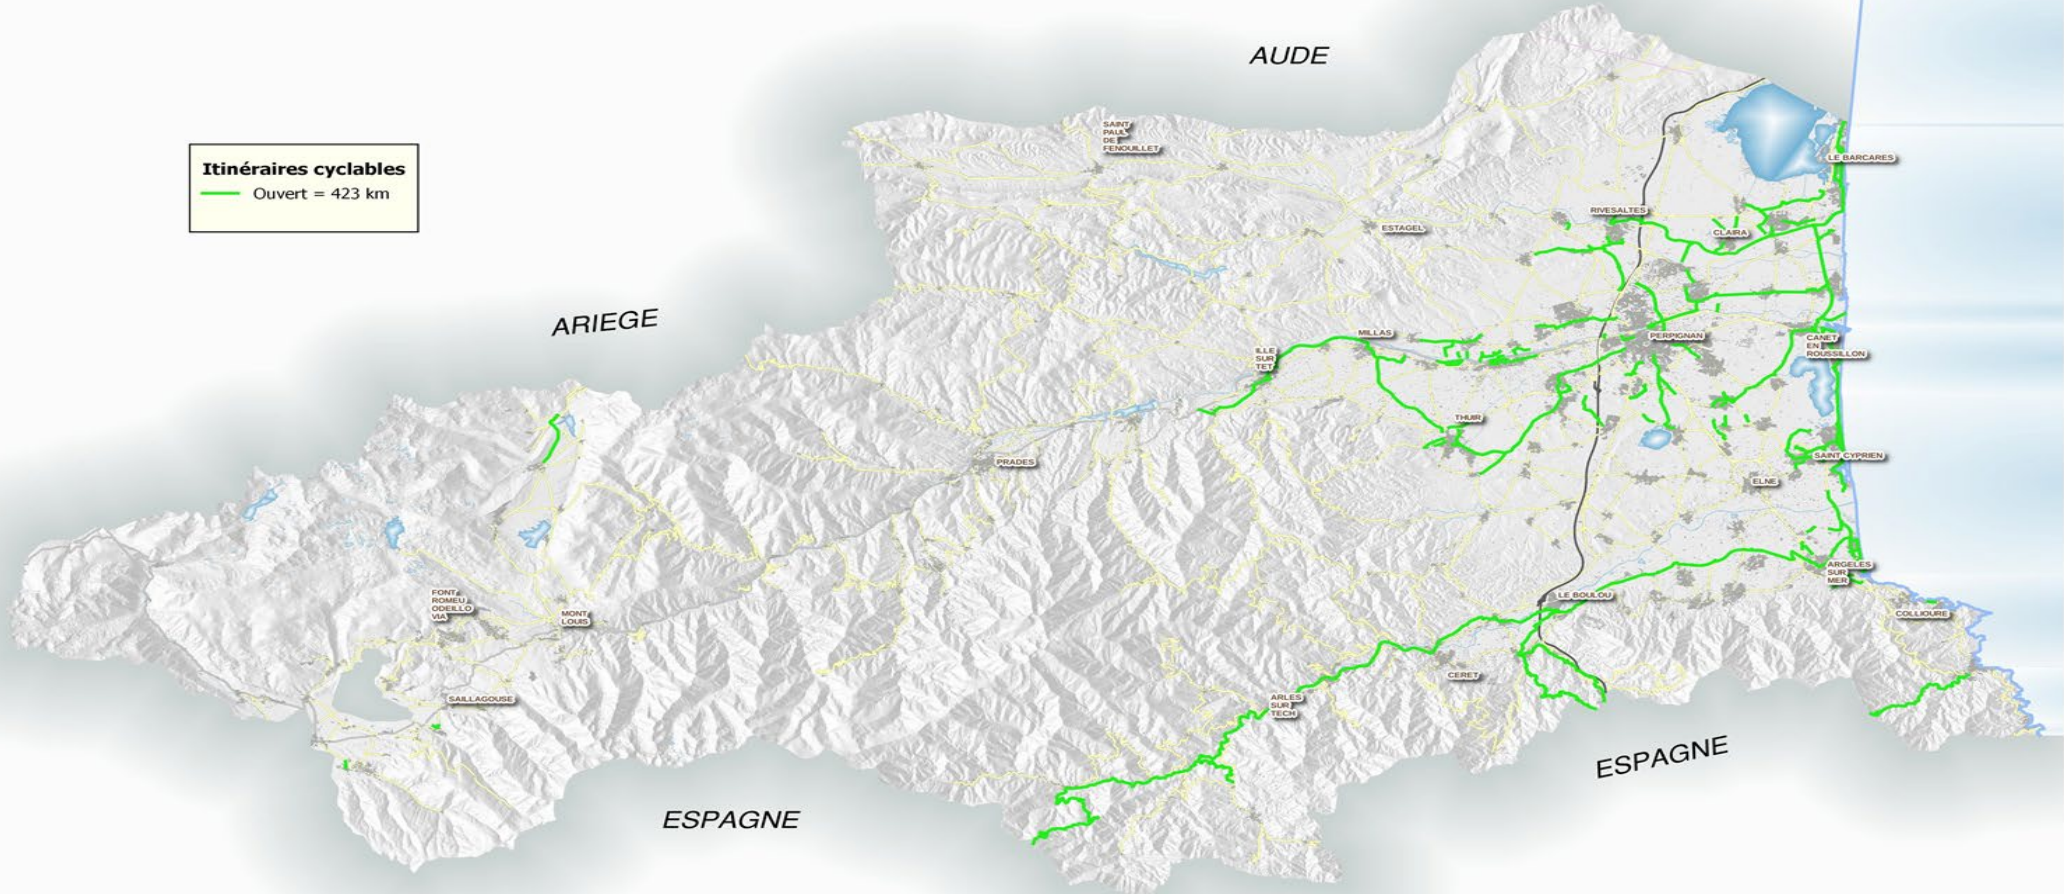 AUDE
SAINT
PAUL
DE
FENOUILLET
Itinéraires cyclables
Ouvert = 423 km
LE BARCARES
RIVESALTES
ESTAGEL
CLAIRA
ARIEGE
MILLAS
PERPIGNAN
CANET
EN
ROUSSILLON
ILLE
SUR
TET
THUIR
PRADES
SAINT CYPRIEN
ELNE
ARGELES
SUR
MER
FONT
ROMEU
ODEILLO
VIA
MONT
LOUIS
LE BOULOU
COLLIOURE
CERET
SAILLAGOUSE
ARLES
SUR
TECH
ESPAGNE
ESPAGNE